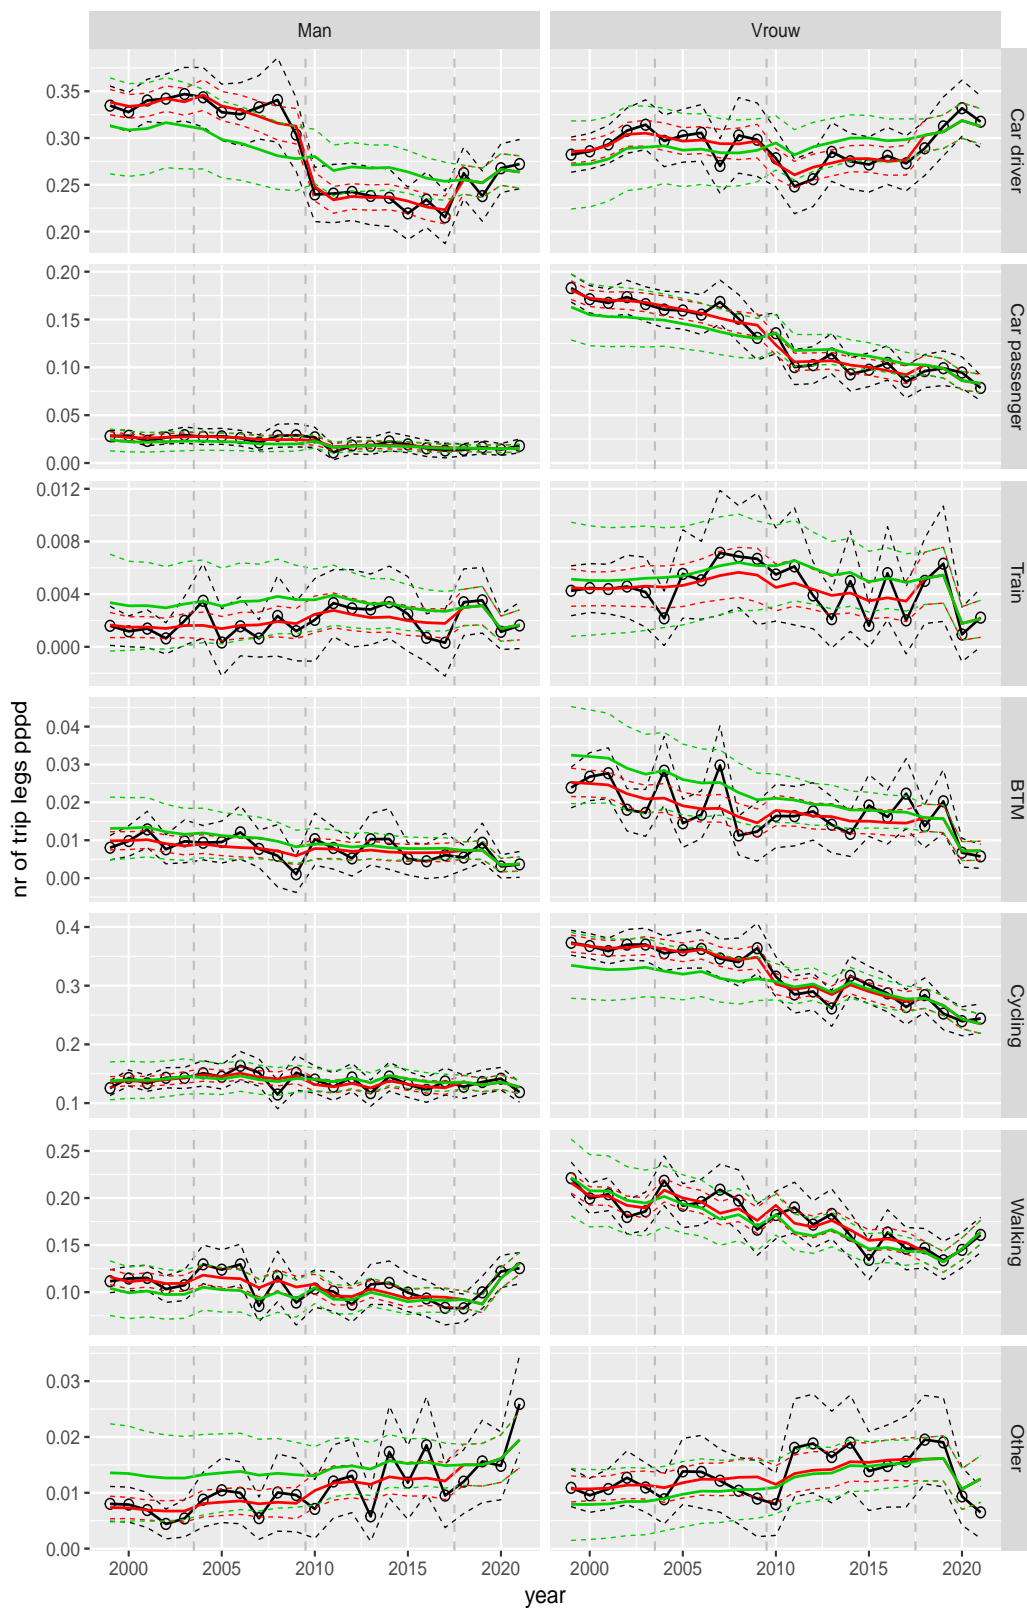 Man
Vrouw
0.35
0.30
0.25
0.20
Car driver
0.20
0.15
0.10
0.05
0.00
Car passenger
0.012
0.008
0.004
0.000
Train
0.04
0.03
0.02
0.01
0.00
BTM
0.4
0.3
0.2
0.1
Cycling
0.25
0.20
0.15
0.10
Walking
0.03
0.02
0.01
0.00
Other
nr of trip legs pppd
2000 2005 2010 2015 2020 2000 2005 2010 2015 2020
year